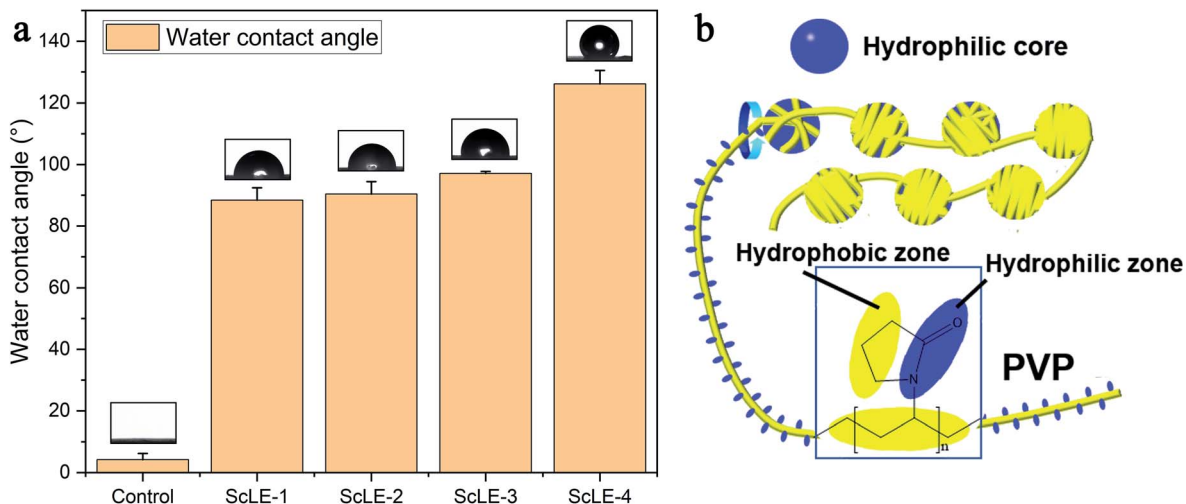 a
Water contact angle
Water contact angle (°)
140
120
100
80
60
40
20
0
Control
ScLE-1
ScLE-2
ScLE-3
ScLE-4
b
Hydrophilic core
Hydrophobic zone
Hydrophilic zone
O
N
n
PVP